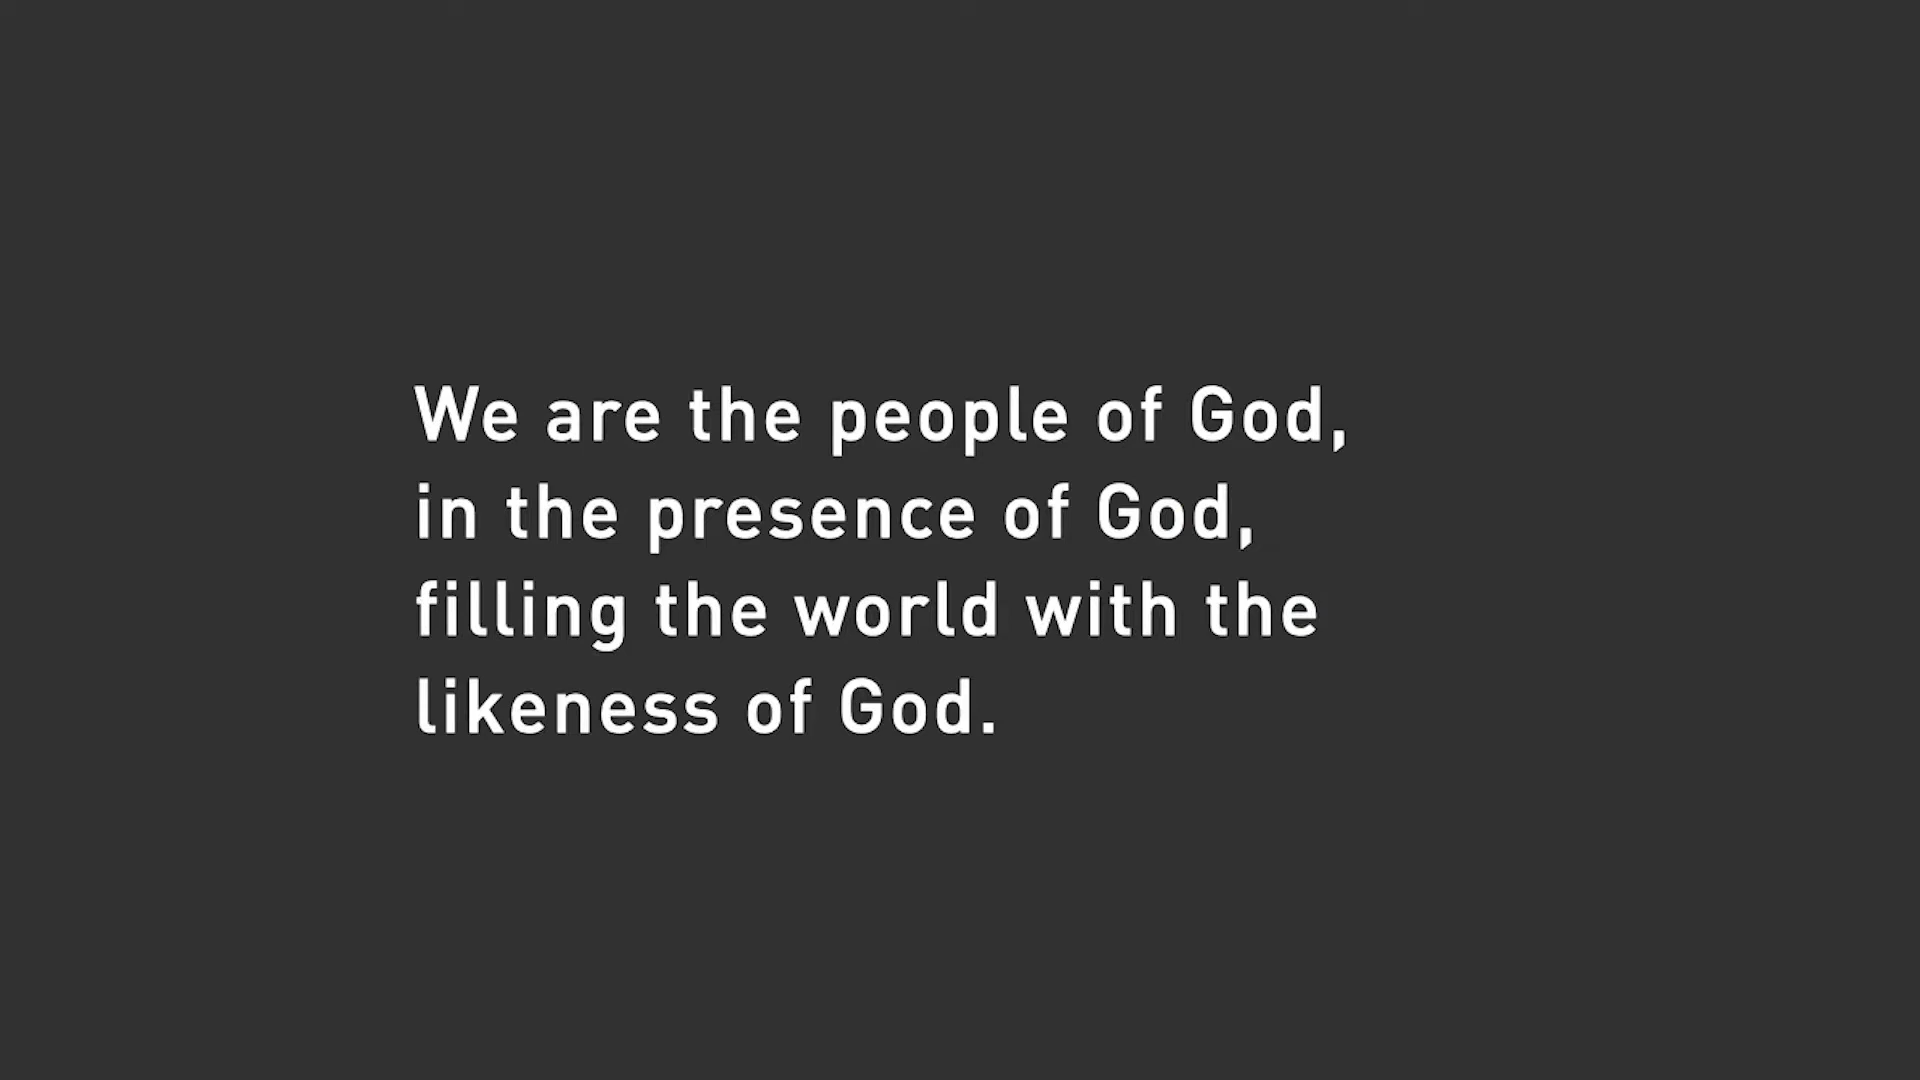 We are the people of God,
in the presence of God,
filling the world with the
likeness of God.